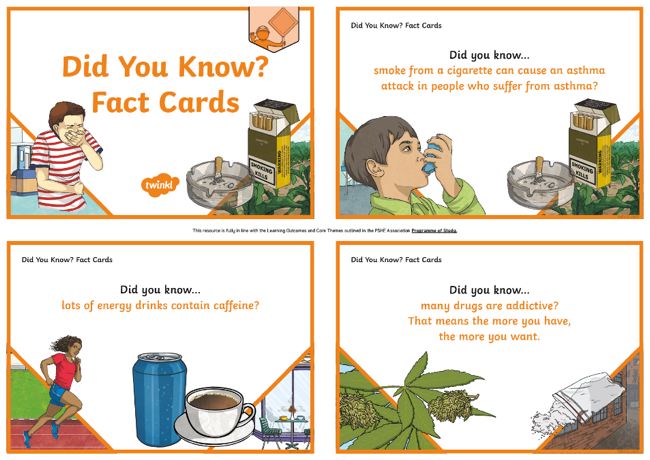 Did You Know?
Fact Cards
SMOKING
KILLS
twinkl
Did You Know? Fact Cards
Did you know...
smoke from a cigarette can cause an asthma
attack in people who suffer from asthma?
SMOKING
KILLS
This resource is fully in line with the Learning Outcomes and Core Themes outlined in the PSHE Association Programme of Study.
Did You Know? Fact Cards
Did you know...
lots of energy drinks contain caffeine?
Did You Know? Fact Cards
Did you know...
many drugs are addictive?
That means the more you have,
the more you want.